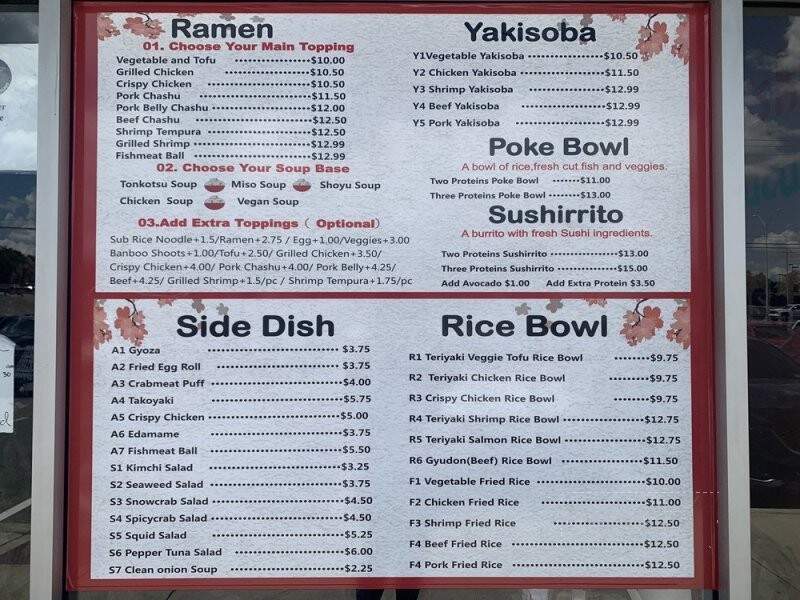 Ramen
01. Choose Your Main Topping
Vegetable and Tofu $10.00
Grilled Chicken $10.50
Crispy Chicken $10.50
Pork Chashu $11.50
Pork Belly Chashu $12.00
Beef Chashu $12.50
Shrimp Tempura $12.50
Grilled Shrimp $12.99
Fishmeat Ball $12.99
02. Choose Your Soup Base
Tonkotsu Soup Miso Soup Shoyu Soup
Chicken Soup Vegan Soup
03.Add Extra Toppings ( Optional)
Sub Rice Noodle+1.5/Ramen+2.75 / Egg+1.00/Veggies+3.00
Banboo Shoots+1.00/Tofu+2.50/ Grilled Chicken+3.50/
Crispy Chicken+4.00/ Pork Chashu+4.00/ Pork Belly+4.25/
Beef+4.25/ Grilled Shrimp+1.5/pc / Shrimp Tempura+1.75/pc
Yakisoba
Y1Vegetable Yakisoba $10.50
Y2 Chicken Yakisoba $11.50
Y3 Shrimp Yakisoba $12.99
Y4 Beef Yakisoba $12.99
Y5 Pork Yakisoba $12.99
Poke Bowl
A bowl of rice,fresh cut fish and veggies.
Two Proteins Poke Bowl $11.00
Three Proteins Poke Bowl $13.00
Sushirrito
A burrito with fresh Sushi ingredients.
Two Proteins Sushirrito $13.00
Three Proteins Sushirrito $15.00
Add Avocado $1.00 Add Extra Protein $3.50
Side Dish
A1 Gyoza $3.75
A2 Fried Egg Roll $3.75
A3 Crabmeat Puff $4.00
A4 Takoyaki $5.75
A5 Crispy Chicken $5.00
A6 Edamame $3.75
A7 Fishmeat Ball $5.50
S1 Kimchi Salad $3.25
S2 Seaweed Salad $3.75
S3 Snowcrab Salad $4.50
S4 Spicycrab Salad $4.50
S5 Squid Salad $5.25
S6 Pepper Tuna Salad $6.00
S7 Clean onion Soup $2.25
Rice Bowl
R1 Teriyaki Veggie Tofu Rice Bowl $9.75
R2 Teriyaki Chicken Rice Bowl $9.75
R3 Crispy Chicken Rice Bowl $9.75
R4 Teriyaki Shrimp Rice Bowl $12.75
R5 Teriyaki Salmon Rice Bowl $12.75
R6 Gyudon(Beef) Rice Bowl $11.50
F1 Vegetable Fried Rice $10.00
F2 Chicken Fried Rice $11.00
F3 Shrimp Fried Rice $12.50
F4 Beef Fried Rice $12.50
F4 Pork Fried Rice $12.50